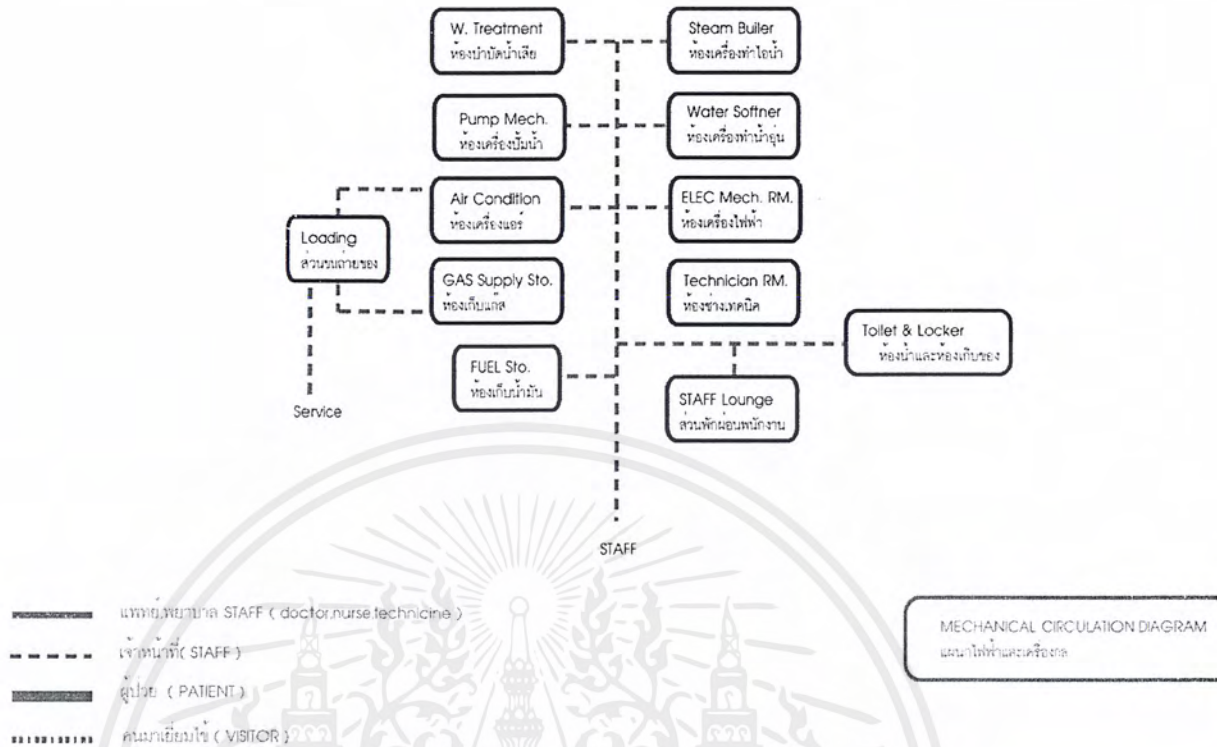 W. Treatment
ห้องบำบัดน้ำเสีย
Steam Builer
ห้องเครื่องทำไอน้ำ
Pump Mech.
ห้องเครื่องปั้มน้ำ
Water Softner
ห้องเครื่องทำน้ำอุ่น
Air Condition
ห้องเครื่องแอร์
ELEC Mech. RM.
ห้องเครื่องไฟฟ้า
Loading
ส่วนขนถ่ายของ
GAS Supply Sto.
ห้องเก็บแก๊ส
Technician RM.
ห้องช่างเทคนิค
Toilet & Locker
ห้องน้ำและห้องเก็บของ
FUEL Sto.
ห้องเก็บน้ำมัน
STAFF Lounge
ส่วนพักผ่อนพนักงาน
Service
STAFF
แพทย์,พยาบาล STAFF ( doctor,nurse,technicine )
เจ้าหน้าที่( STAFF )
ผู้ป่วย ( PATIENT )
คนมาเยี่ยมไข้ ( VISITOR )
MECHANICAL CIRCULATION DIAGRAM
แผนกไฟฟ้าและเครื่องกล